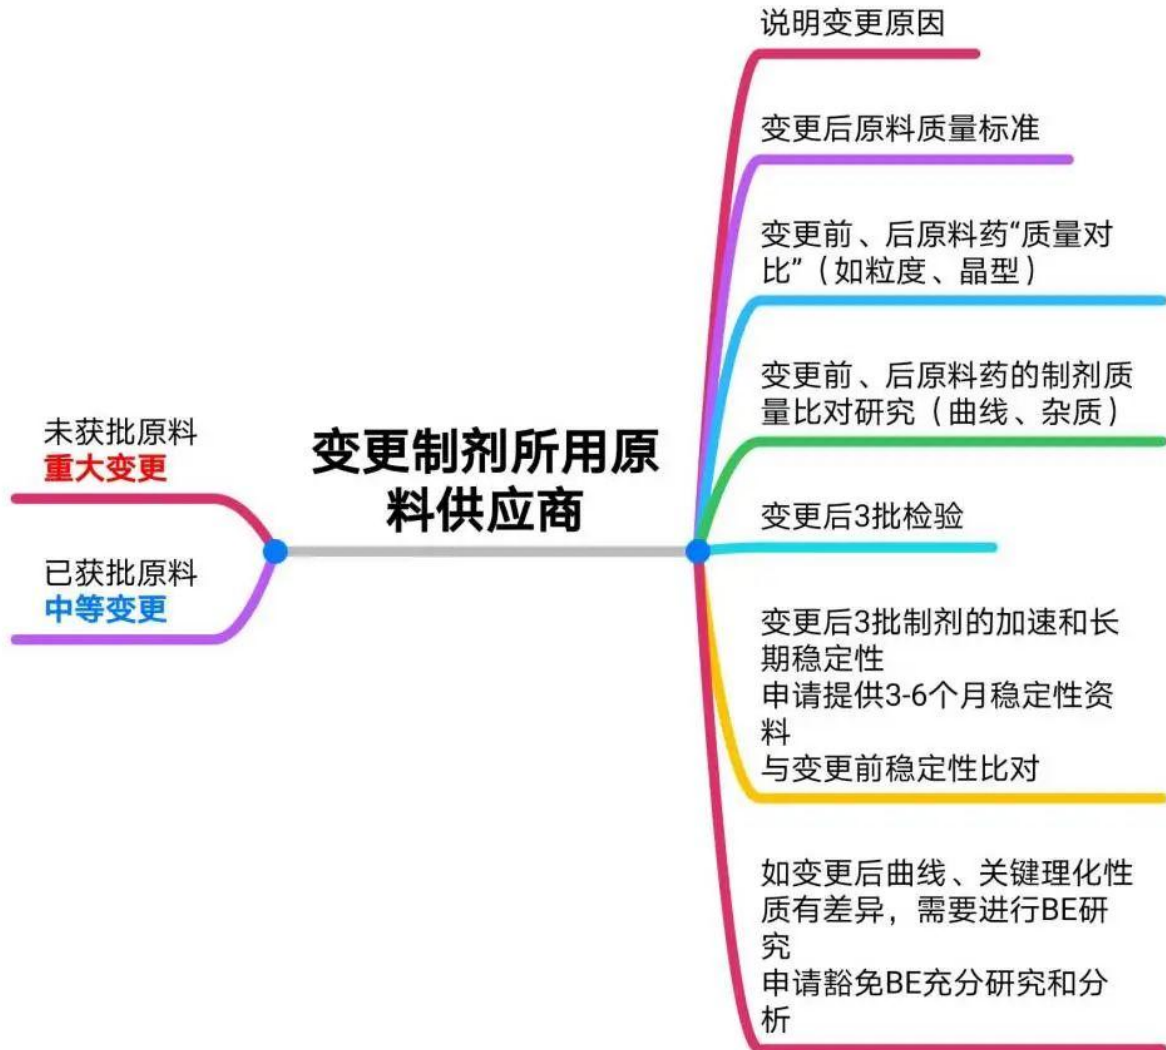 说明变更原因
变更后原料质量标准
变更前、后原料药“质量对
比”（如粒度、晶型）
变更前、后原料药的制剂质
量比对研究（曲线、杂质）
未获批原料
重大变更
变更制剂所用原
料供应商
变更后3批检验
已获批原料
中等变更
变更后3批制剂的加速和长
期稳定性
申请提供3-6个月稳定性资
料
与变更前稳定性比对
如变更后曲线、关键理化性
质有差异，需要进行BE研
究
申请豁免BE充分研究和分
析